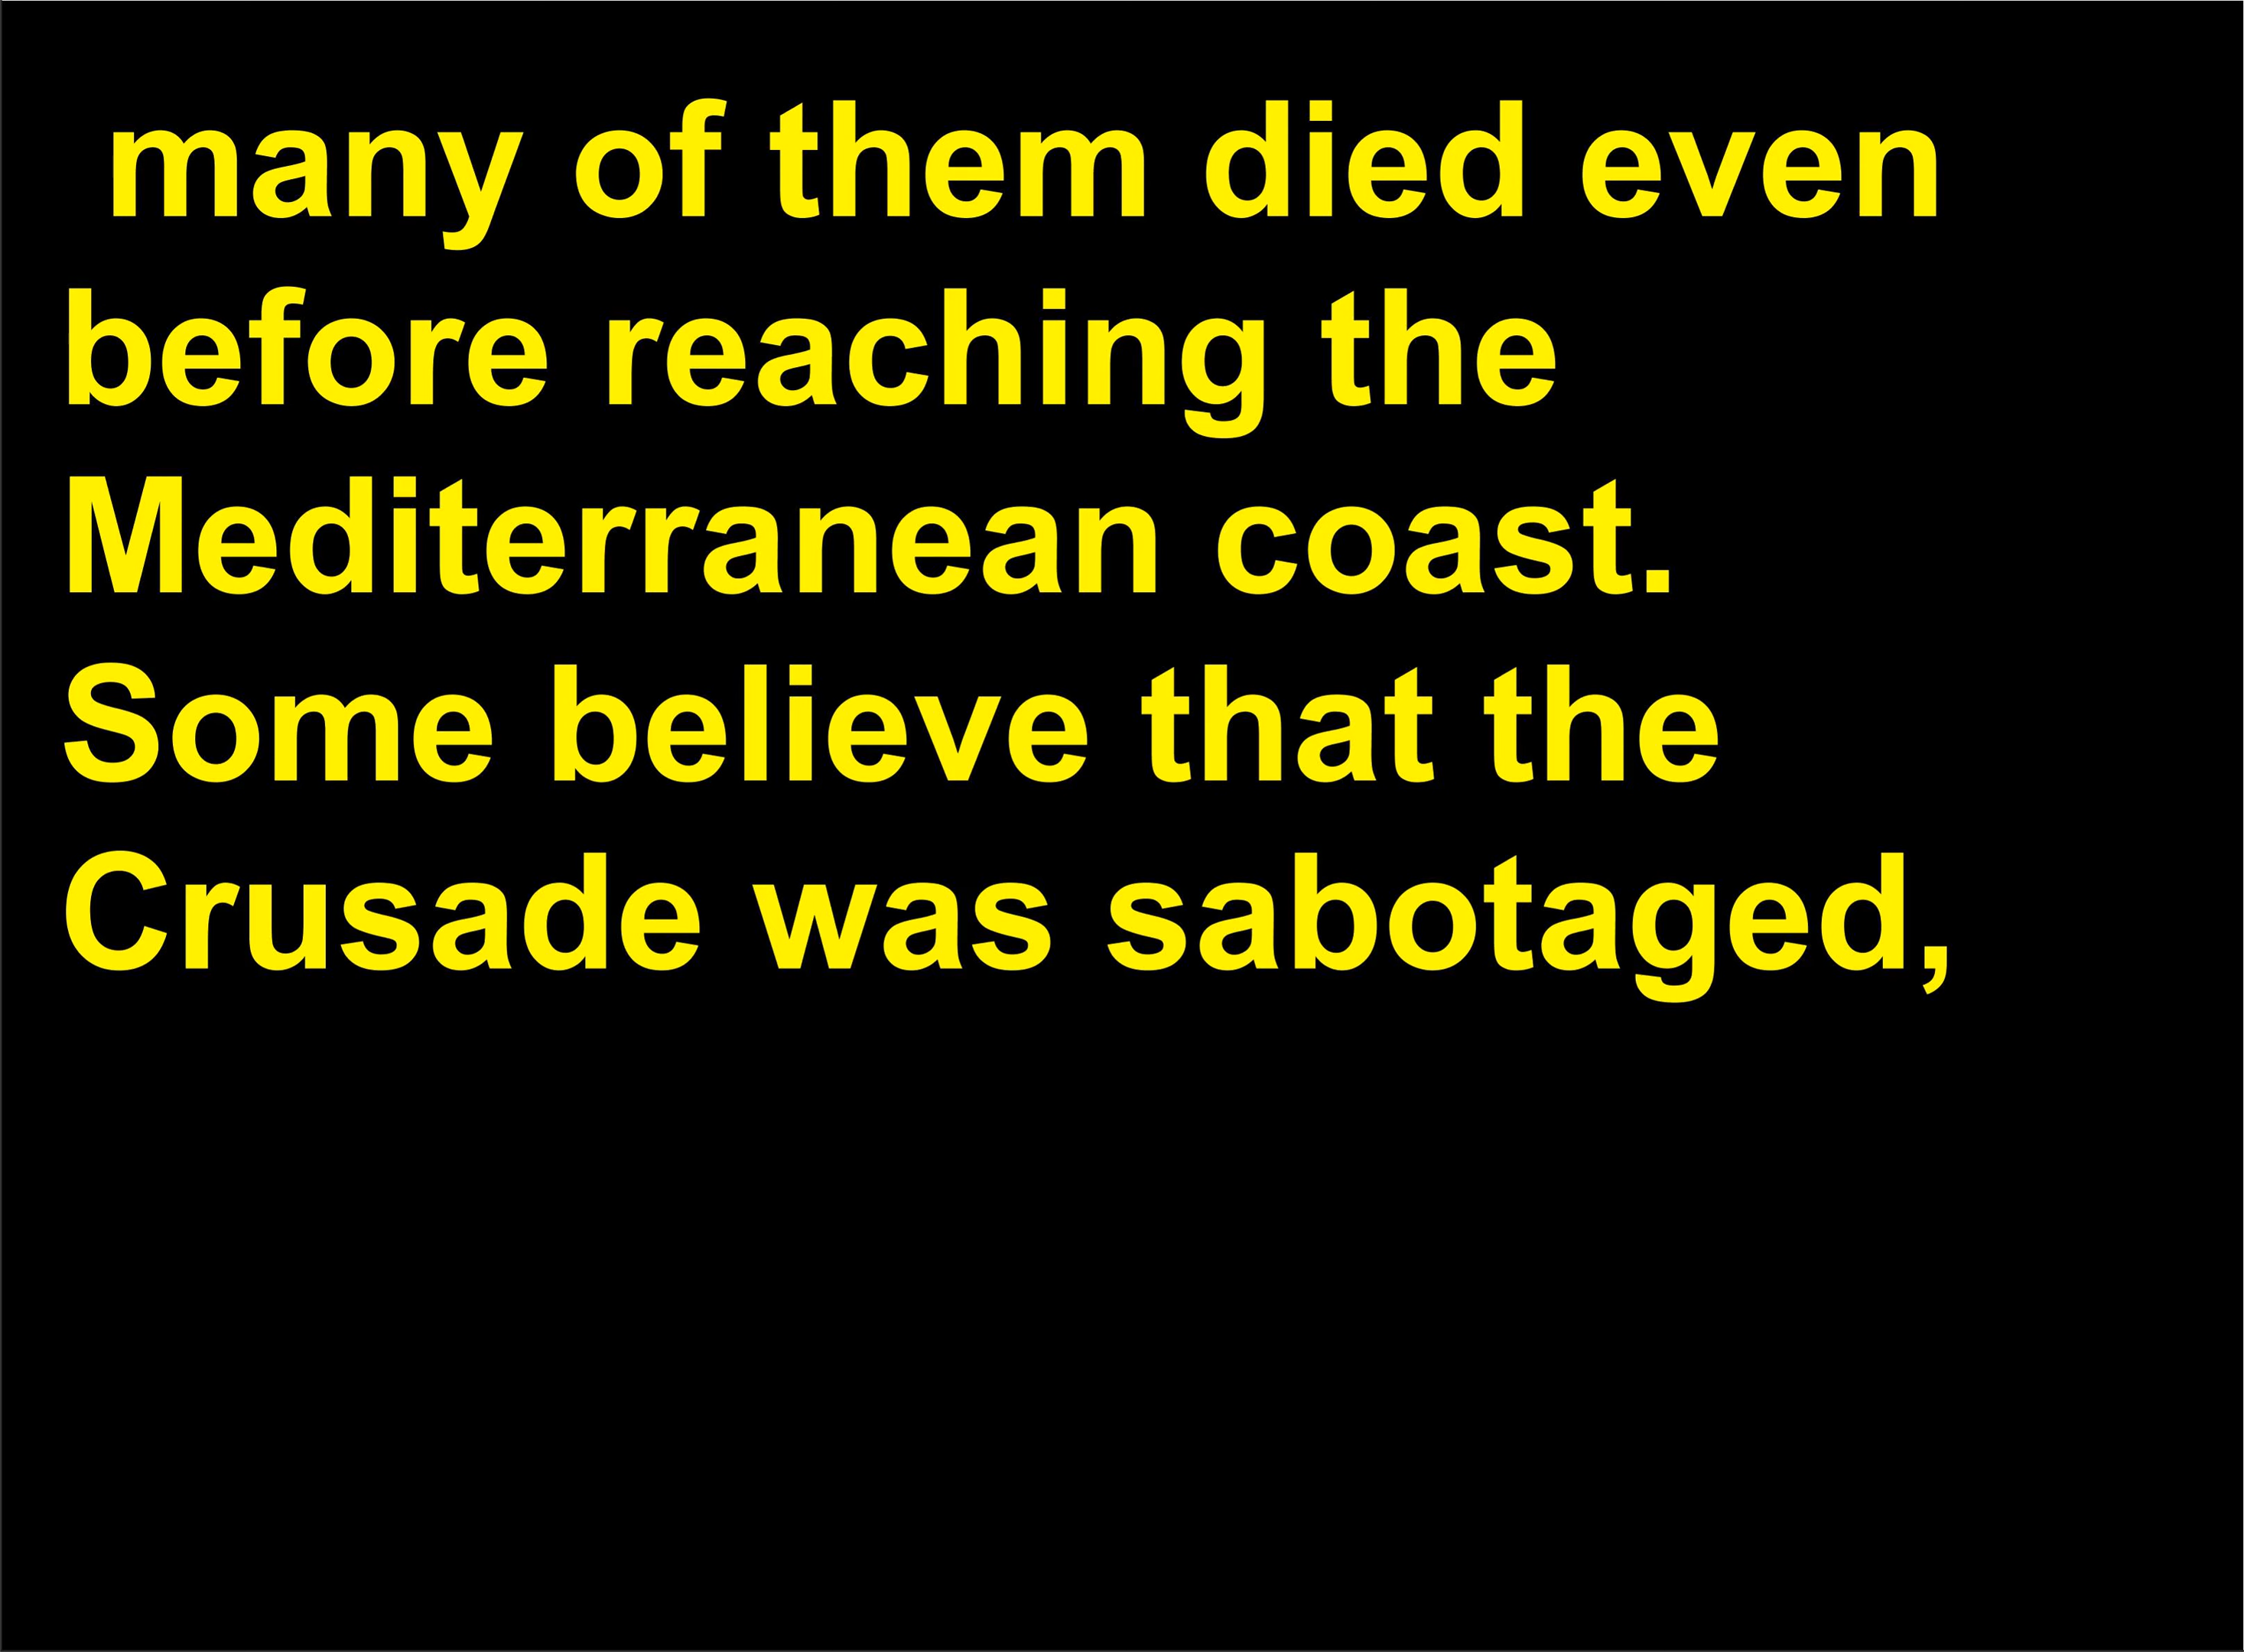 many of them died even
before reaching the
Mediterranean coast.
Some believe that the
Crusade was sabotaged,